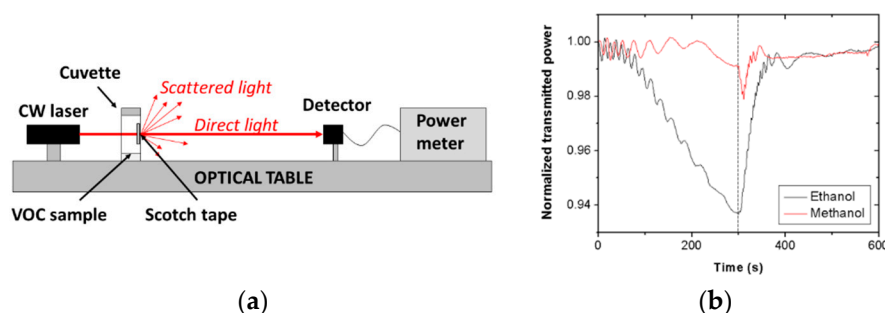 Cuvette
Scattered light
CW laser
Detector
Direct light
Power
meter
OPTICAL TABLE
VOC sample
Scotch tape
(a)
Normalized transmitted power
1.00
0.98
0.96
0.94
Ethanol
Methanol
0
200
400
600
Time (s)
(b)